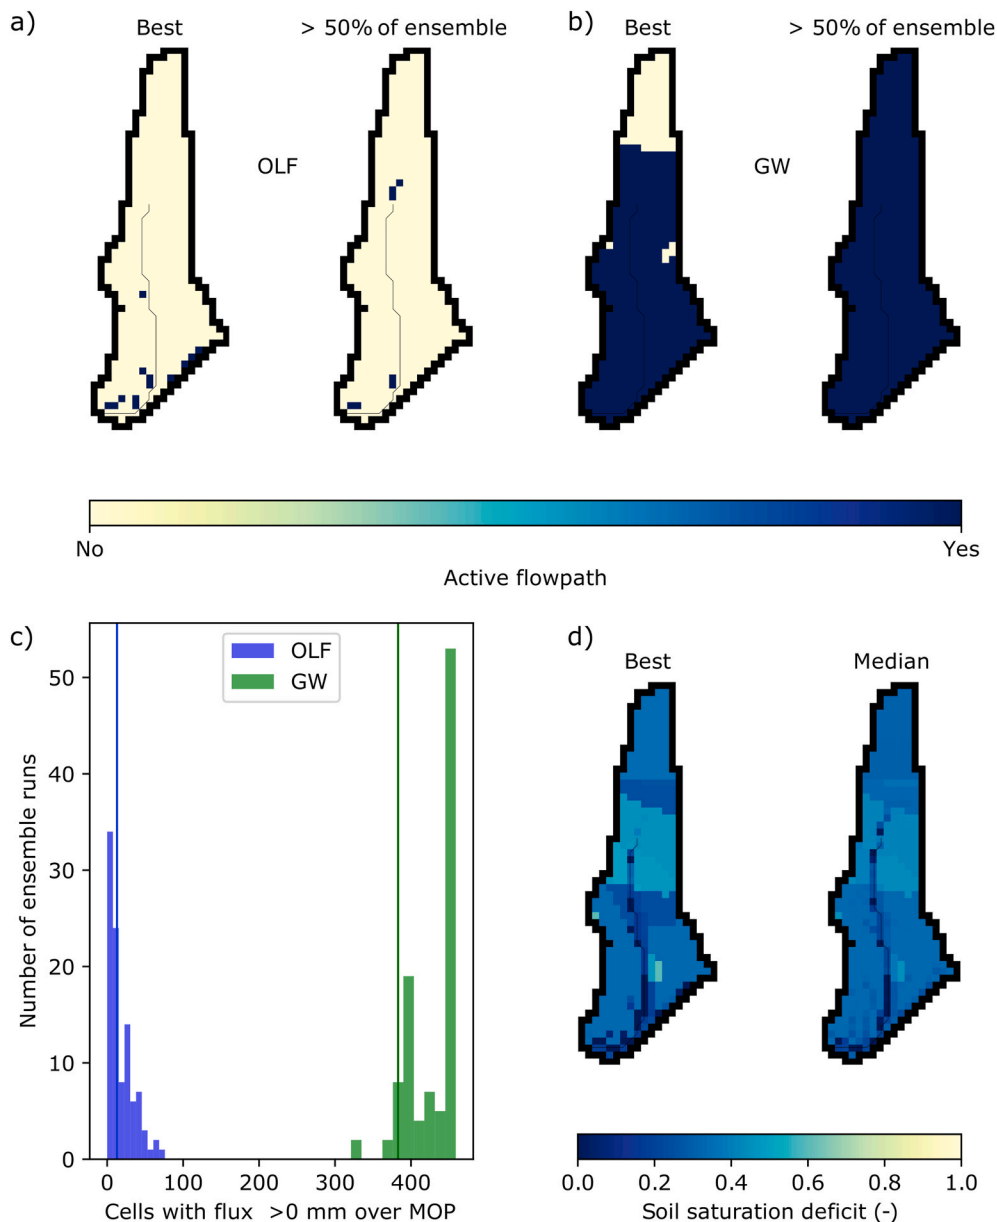 a)
Best
> 50% of ensemble
b)
Best
> 50% of ensemble
OLF
GW
No
Yes
Active flowpath
c)
OLF
GW
50
40
30
20
10
0
Number of ensemble runs
0 100 200 300 400
Cells with flux >0 mm over MOP
d)
Best
Median
0.0 0.2 0.4 0.6 0.8 1.0
Soil saturation deficit (-)